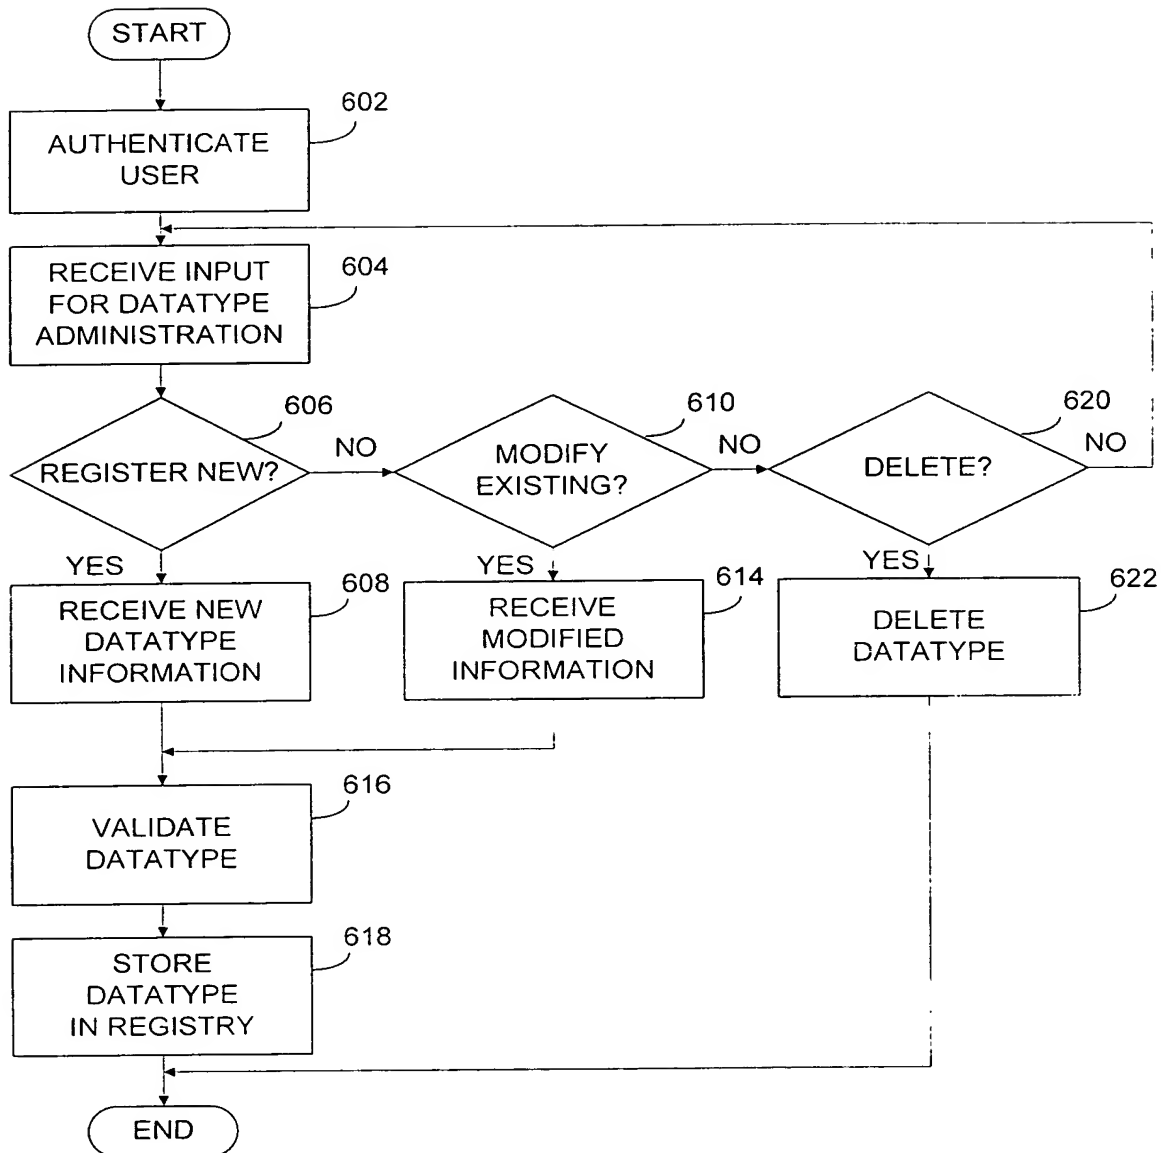 START
602
AUTHENTICATE
USER
604
RECEIVE INPUT
FOR DATATYPE
ADMINISTRATION
606
REGISTER NEW?
NO
610
MODIFY
EXISTING?
NO
620
DELETE?
NO
YES
608
RECEIVE NEW
DATATYPE
INFORMATION
YES
614
RECEIVE
MODIFIED
INFORMATION
YES
622
DELETE
DATATYPE
616
VALIDATE
DATATYPE
618
STORE
DATATYPE
IN REGISTRY
END